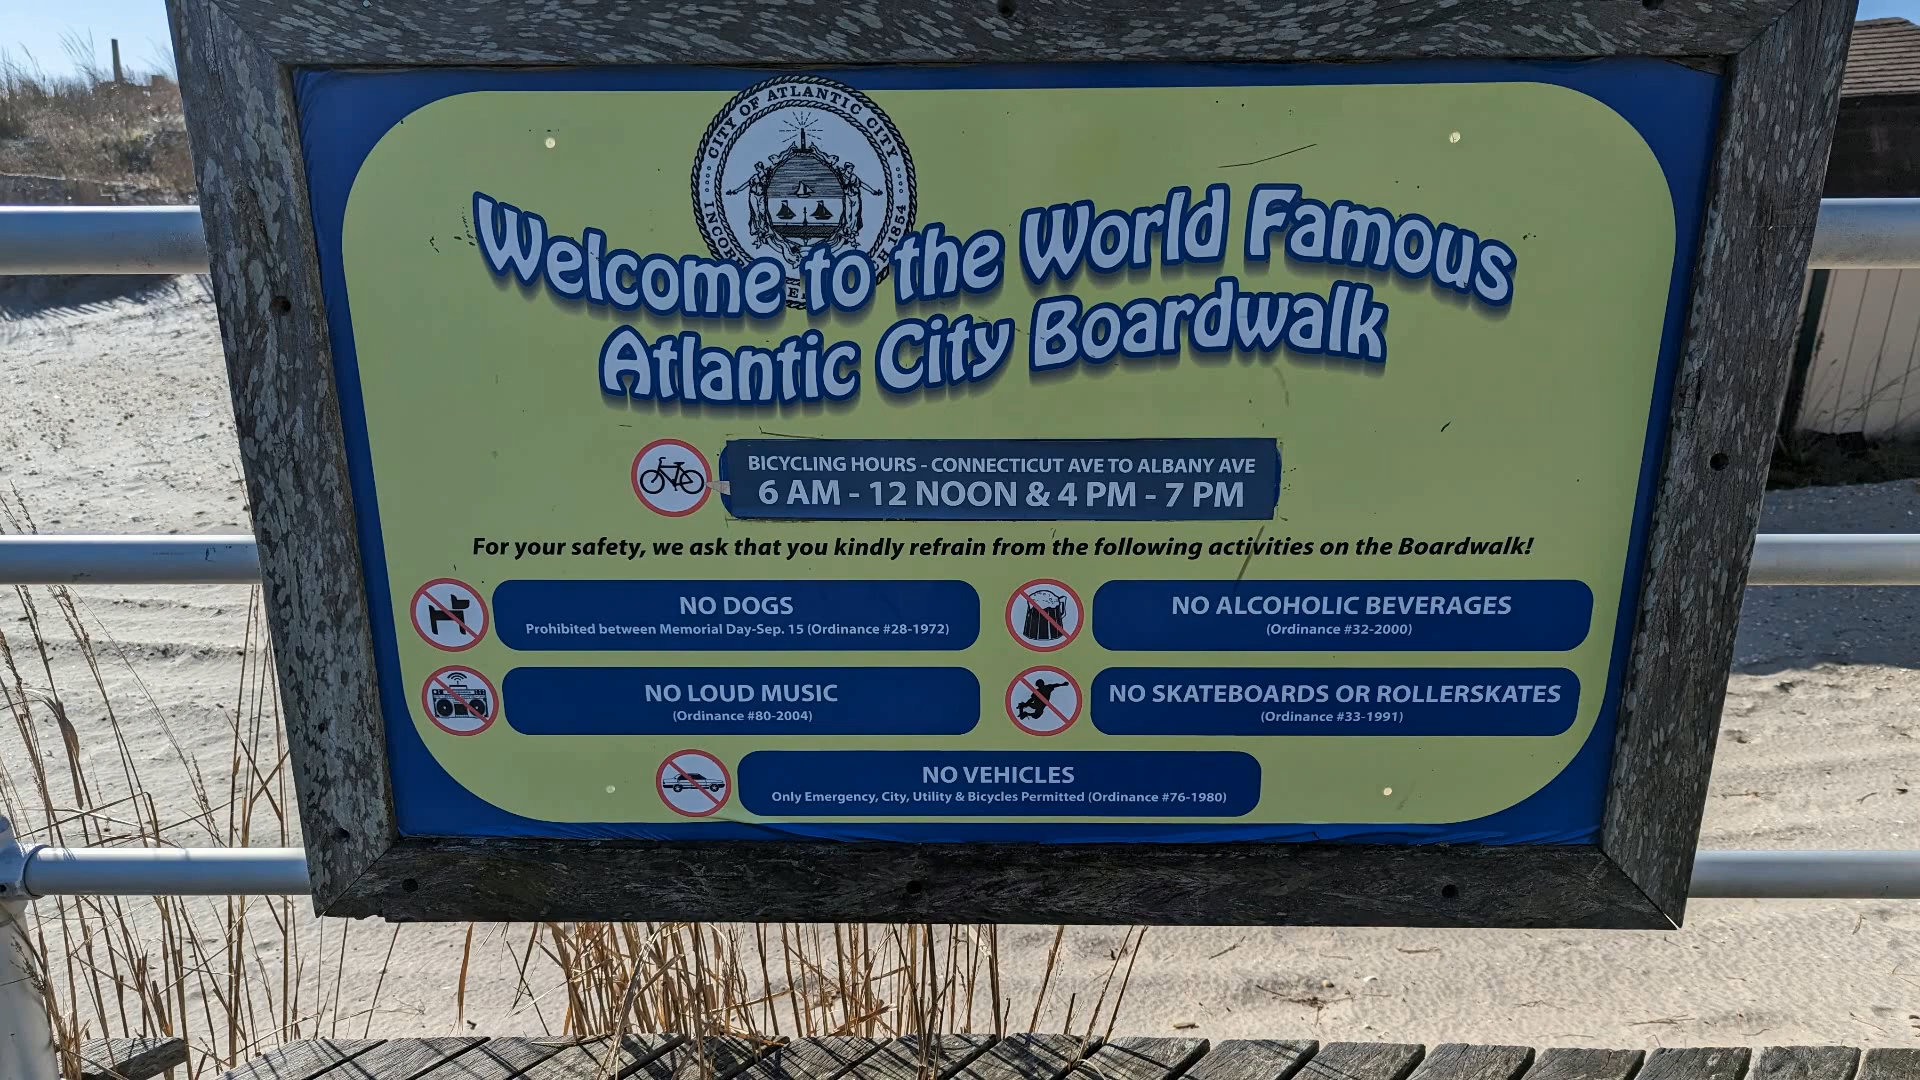 CITY OF ATLANTIC CITY
1854
Welcome to the World Famous
Atlantic City Boardwalk
BICYCLING HOURS - CONNECTICUT AVE TO ALBANY AVE
6 AM - 12 NOON & 4 PM - 7 PM
For your safety, we ask that you kindly refrain from the following activities on the Boardwalk!
NO DOGS
Prohibited between Memorial Day-Sep. 15 (Ordinance #28-1972)
NO ALCOHOLIC BEVERAGES
(Ordinance #32-2000)
NO LOUD MUSIC
(Ordinance #80-2004)
NO SKATEBOARDS OR ROLLERSKATES
(Ordinance #33-1991)
NO VEHICLES
Only Emergency, City, Utility & Bicycles Permitted (Ordinance #76-1980)